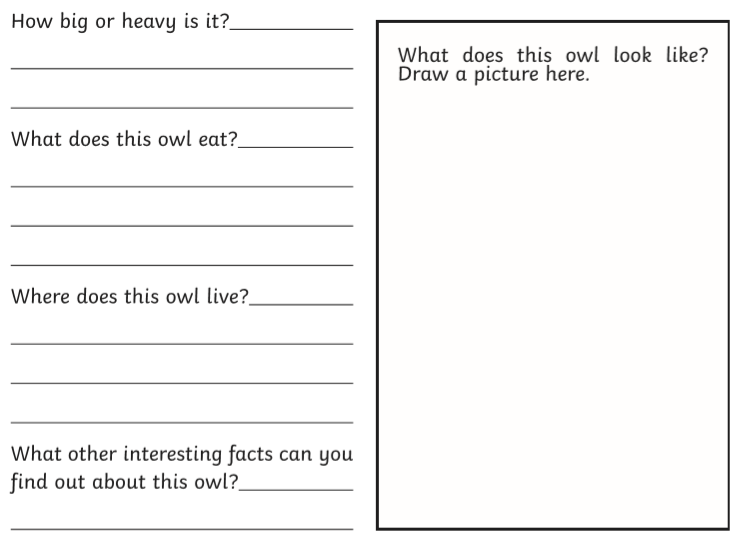 How big or heavy is it?
What does this owl eat?
Where does this owl live?
What other interesting facts can you
find out about this owl?
What does this owl look like?
Draw a picture here.